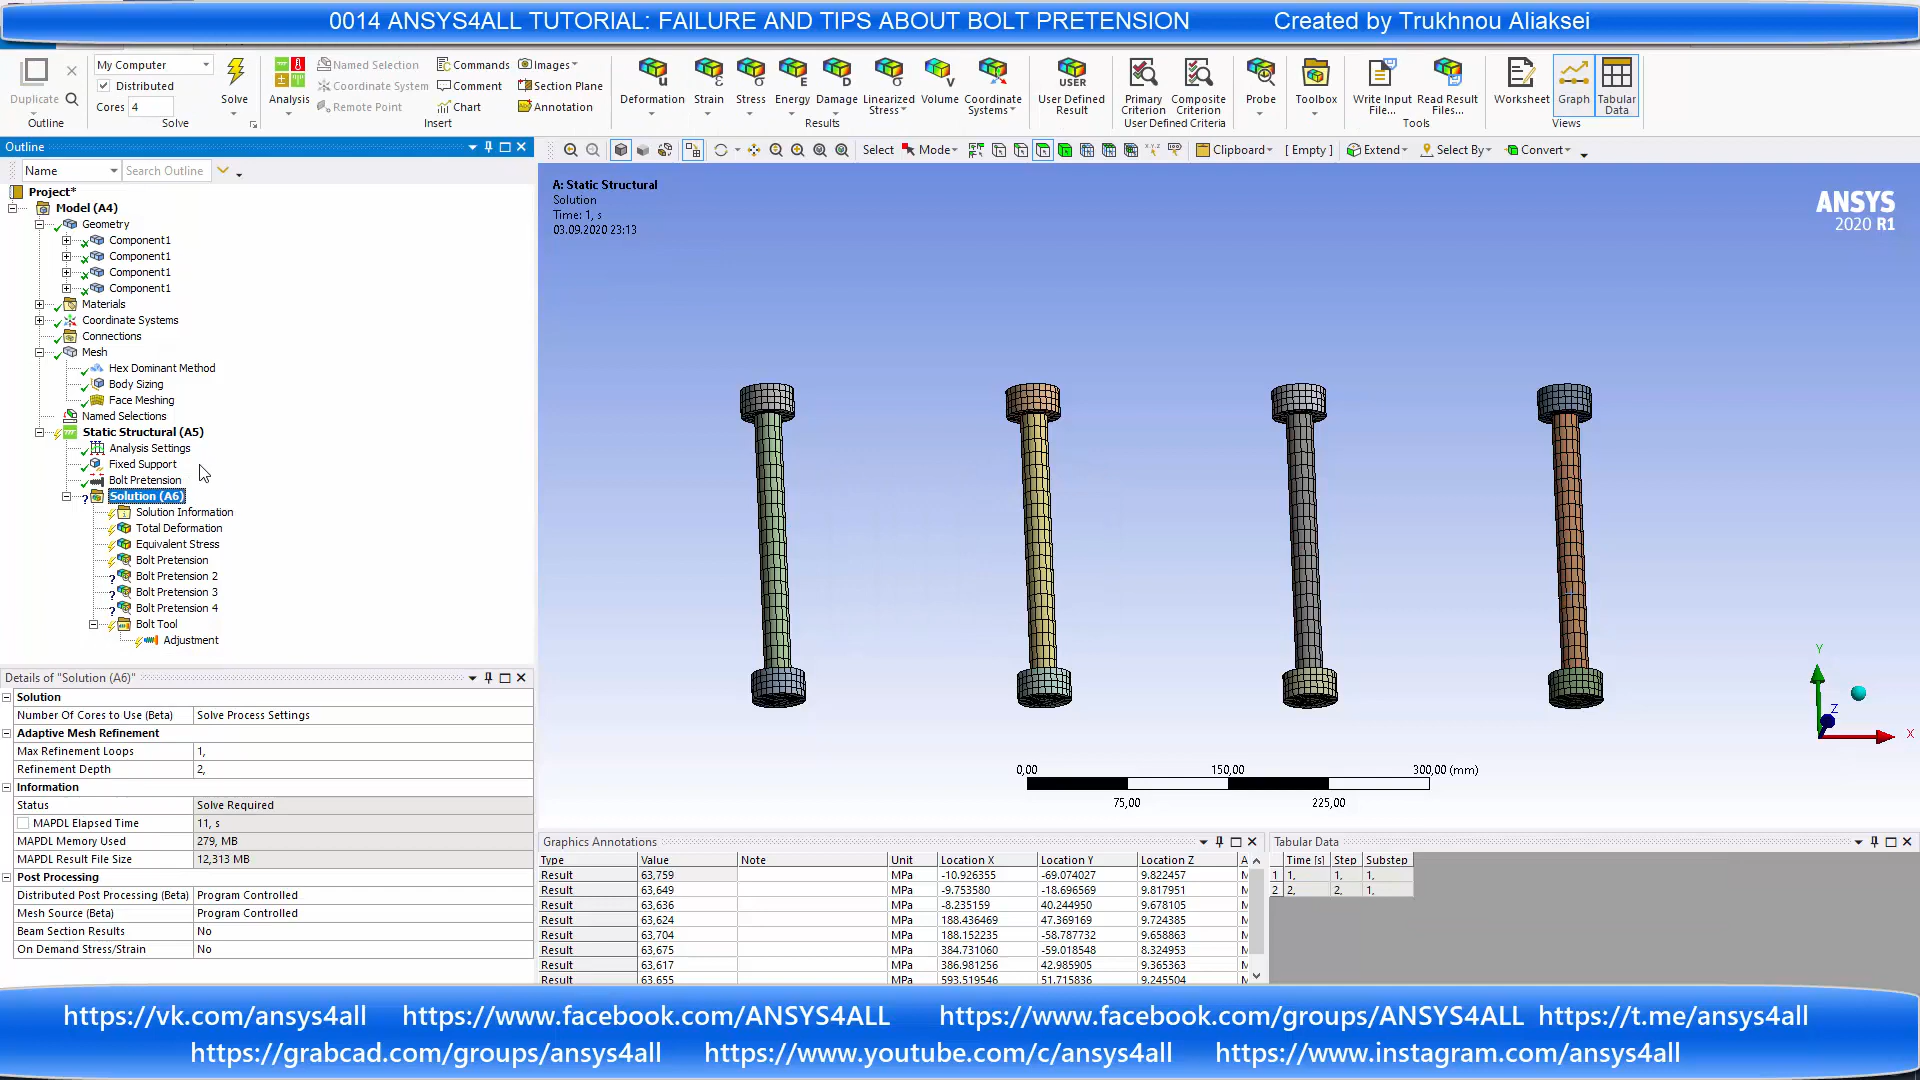 0014 ANSYS4ALL TUTORIAL: FAILURE AND TIPS ABOUT BOLT PRETENSION Created by Trukhnou Aliaksei
Duplicate
Outline
My Computer
Distributed
Cores 4
Solve
Solve
Analysis
Named Selection
Coordinate System
Remote Point
Commands
Comment
Chart
Images
Section Plane
Annotation
Insert
Deformation
Strain
Stress
Energy
Damage
Linearized Stress
Volume
Coordinate Systems
Results
User Defined Result
Primary Criterion
Composite Criterion
User Defined Criteria
Probe
Toolbox
Write Input File...
Read Result Files...
Tools
Worksheet
Graph
Tabular Data
Views
Outline
Name Search Outline
Select Mode Clipboard [ Empty ] Extend Select By Convert
Project*
Model (A4)
Geometry
Component1
Component1
Component1
Component1
Materials
Coordinate Systems
Connections
Mesh
Hex Dominant Method
Body Sizing
Face Meshing
Named Selections
Static Structural (A5)
Analysis Settings
Fixed Support
Bolt Pretension
Solution (A6)
Solution Information
Total Deformation
Equivalent Stress
Bolt Pretension
Bolt Pretension 2
Bolt Pretension 3
Bolt Pretension 4
Bolt Tool
Adjustment
A: Static Structural
Solution
Time: 1, s
03.09.2020 23:13
ANSYS
2020 R1
Y
Z
X
0,00 150,00 300,00 (mm)
75,00 225,00
Details of "Solution (A6)"
Solution
Number Of Cores to Use (Beta) Solve Process Settings
Adaptive Mesh Refinement
Max Refinement Loops 1,
Refinement Depth 2,
Information
Status Solve Required
MAPDL Elapsed Time 11, s
MAPDL Memory Used 279, MB
MAPDL Result File Size 12,313 MB
Post Processing
Distributed Post Processing (Beta) Program Controlled
Mesh Source (Beta) Program Controlled
Beam Section Results No
On Demand Stress/Strain No
Graphics Annotations
Type Value Note Unit Location X Location Y Location Z A
Result 63,759 MPa -10.926355 -69.074027 9.822457 M
Result 63,649 MPa -9.753580 -18.696569 9.817951 M
Result 63,636 MPa -8.235159 40.244950 9.678105 M
Result 63,624 MPa 188.436469 47.369169 9.724385 M
Result 63,704 MPa 188.152235 -58.787732 9.658863 M
Result 63,675 MPa 384.731060 -59.018548 8.324953 M
Result 63,617 MPa 386.981256 42.985905 9.365363 M
Result 63,655 MPa 593.519546 51.715836 9.245504 M
Tabular Data
Time [s] Step Substep
1 1, 1, 1,
2 2, 2, 1,
https://vk.com/ansys4all https://www.facebook.com/ANSYS4ALL https://www.facebook.com/groups/ANSYS4ALL https://t.me/ansys4all
https://grabcad.com/groups/ansys4all https://www.youtube.com/c/ansys4all https://www.instagram.com/ansys4all